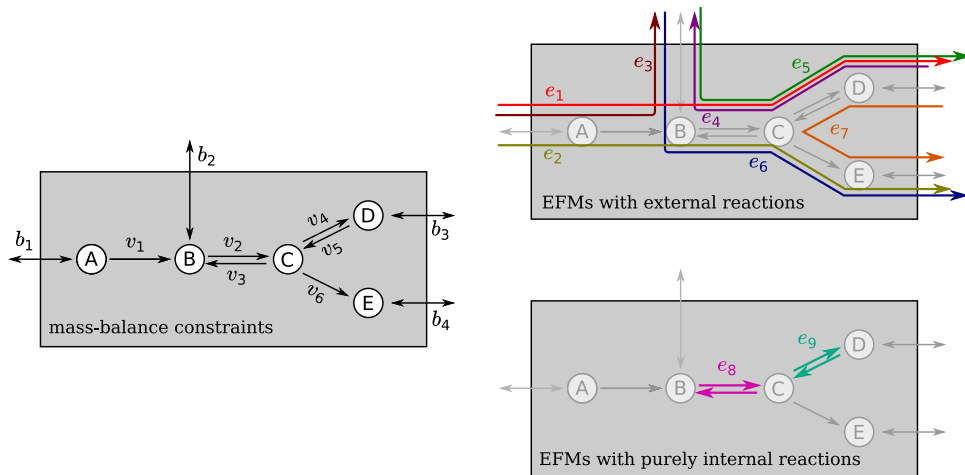 b₂
b₁
A
v₁
B
v₂
v₃
C
v₄
v₅
D
b₃
v₆
E
b₄
mass-balance constraints
e₃
e₅
e₁
D
A
B
e₄
C
e₇
e₂
e₆
E
EFMs with external reactions
e₉
D
e₈
A
B
C
E
EFMs with purely internal reactions